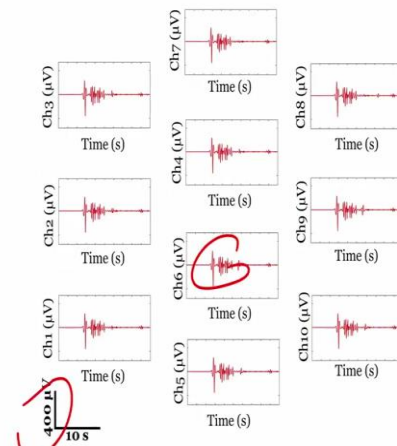 Ch7 (µV)
Time (s)
Ch3 (µV)
Time (s)
Ch8 (µV)
Time (s)
Ch4 (µV)
Time (s)
Ch2 (µV)
Time (s)
Ch9 (µV)
Time (s)
Ch6 (µV)
Time (s)
Ch1 (µV)
Time (s)
Ch10 (µV)
Time (s)
Ch5 (µV)
Time (s)
400 µ V
10 s